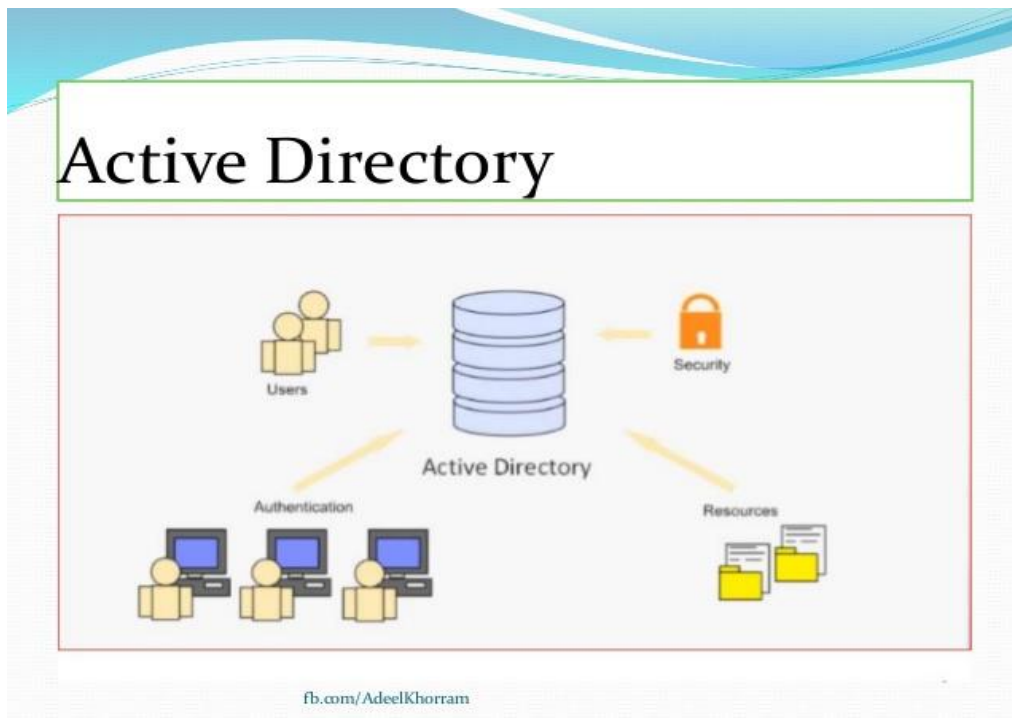 Active Directory
Users
Security
Active Directory
Authentication
Resources
fb.com/AdeelKhorram